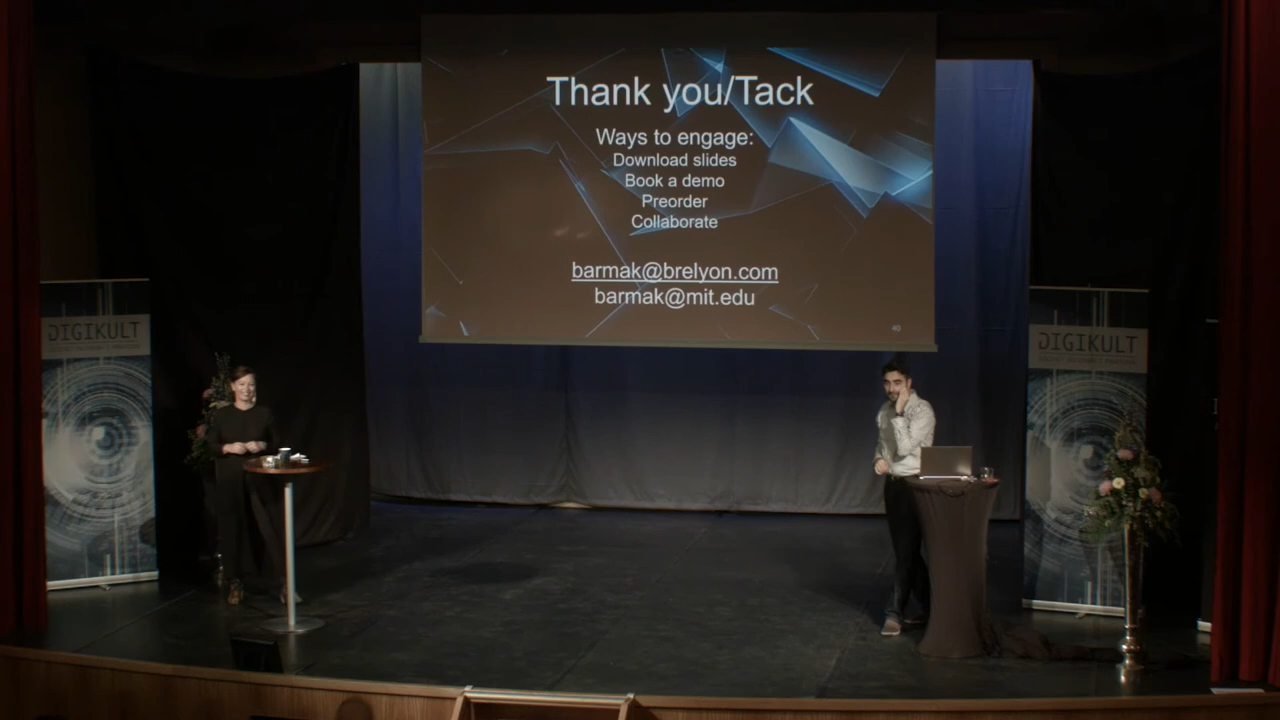 Thank you/Tack
Ways to engage:
Download slides
Book a demo
Preorder
Collaborate
barmak@brelyon.com
barmak@mit.edu
40
DIGIKULT
DIGIKULT